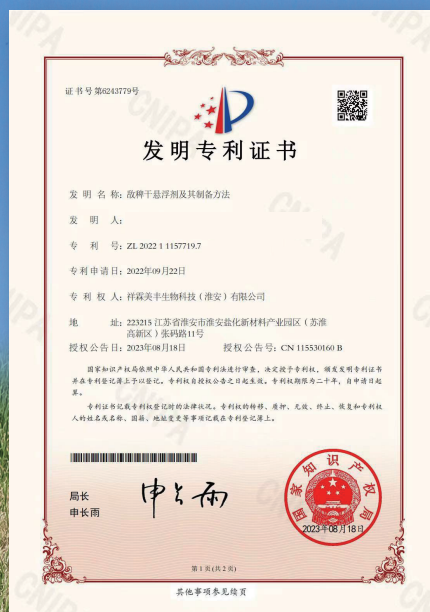 证书号第6243779号
发明专利证书
发 明 名 称：敌稗干悬浮剂及其制备方法
发 明 人：
专 利 号：ZL 2022 1 1157719.7
专利申请日：2022年09月22日
专 利 权 人：祥霖美丰生物科技（淮安）有限公司
地 址：223215 江苏省淮安市淮安盐化新材料产业园区（苏淮
高新区）张码路11号
授权公告日：2023年08月18日 授权公告号：CN 115530160 B
国家知识产权局依照中华人民共和国专利法进行审查，决定授予专利权，颁发发明专利证书
并在专利登记簿上予以登记。专利权自授权公告之日起生效。专利权期限为二十年，自申请日起
算。
专利证书记载专利权登记时的法律状况。专利权的转移、质押、无效、终止、恢复和专利权
人的姓名或名称、国籍、地址变更等事项记载在专利登记簿上。
局长
申长雨
申长雨
国家知识产权局
2023年08月18日
第 1 页 (共 2 页)
其他事项参见续页
CNIPA
CNIPA
CNIPA